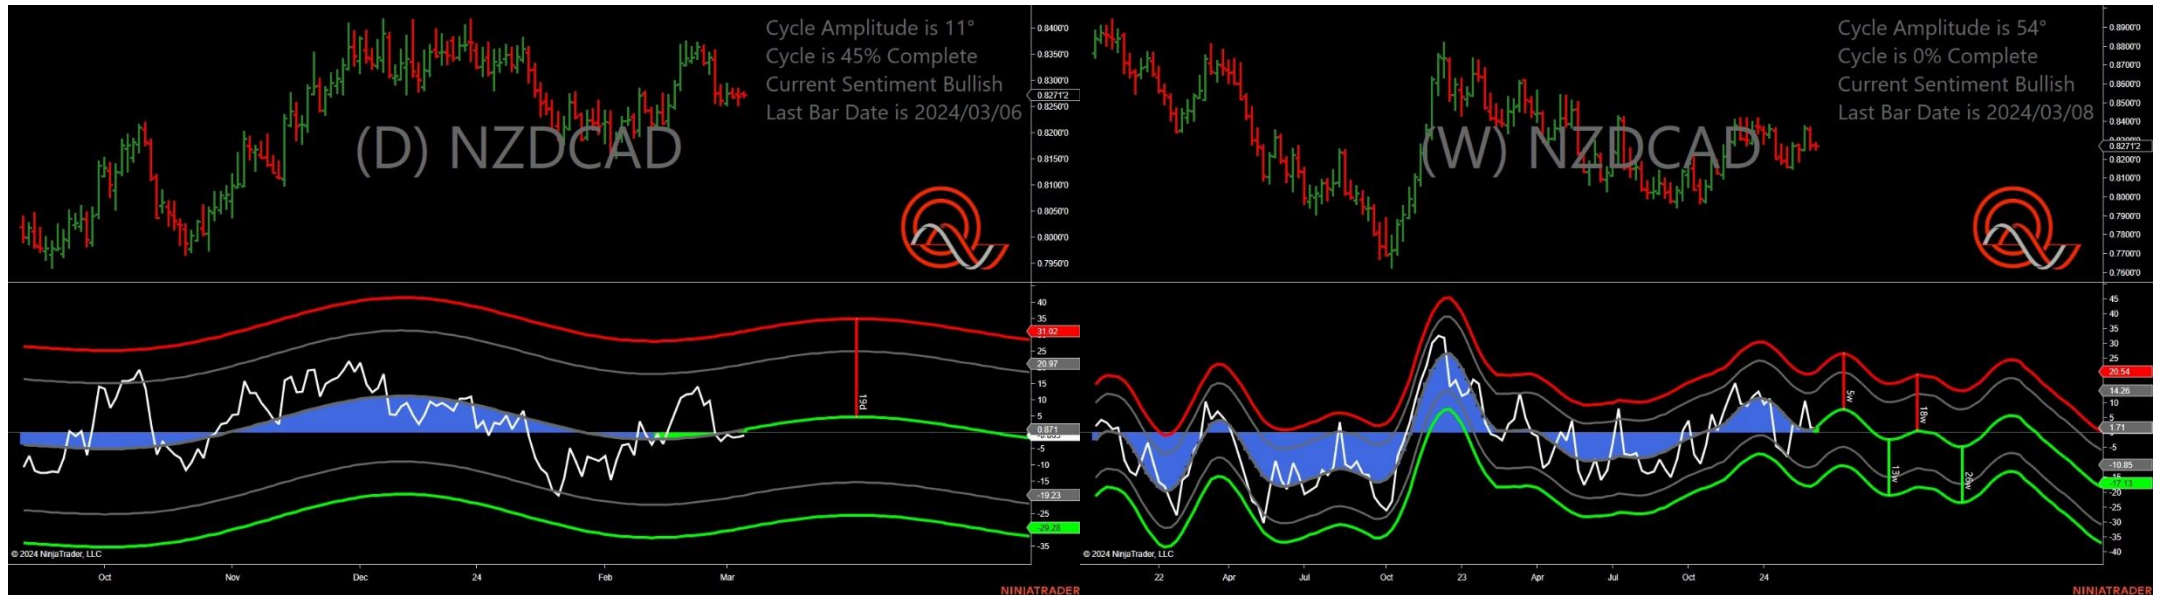 Cycle Amplitude is 11°
Cycle is 45% Complete
Current Sentiment Bullish
Last Bar Date is 2024/03/06
(D) NZDCAD
0.8400'0
0.8300'0
0.8271'2
0.8250'0
0.8200'0
0.8150'0
0.8100'0
0.8050'0
0.8000'0
0.7950'0
40
35
31.02
25
20.97
15
10
5
0.871
-5
-10
-15
-19.23
-25
-29.28
-35
19d
© 2024 NinjaTrader, LLC
Oct Nov Dec 24 Feb Mar
NINJATRADER
Cycle Amplitude is 54°
Cycle is 0% Complete
Current Sentiment Bullish
Last Bar Date is 2024/03/08
(W) NZDCAD
0.8900'0
0.8800'0
0.8700'0
0.8600'0
0.8500'0
0.8400'0
0.8271'2
0.8200'0
0.8100'0
0.8000'0
0.7900'0
0.7800'0
0.7700'0
0.7600'0
45
40
35
30
25
20.54
14.26
10
5
1.71
-5
-10.85
-17.13
-20
-25
-30
-35
-40
5w
18w
13w
26w
© 2024 NinjaTrader, LLC
22 Apr Jul Oct 23 Apr Jul Oct 24
NINJATRADER